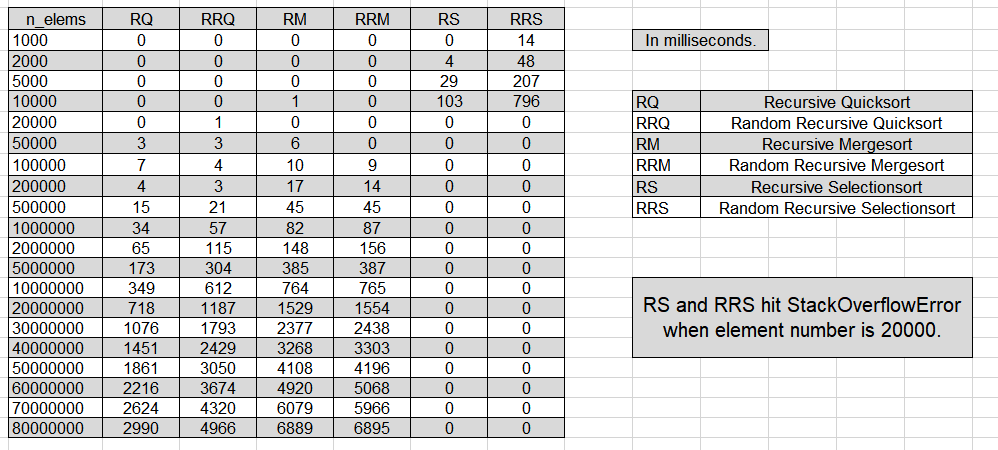 n_elems RQ RRQ RM RRM RS RRS
1000 0 0 0 0 0 14
2000 0 0 0 0 4 48
5000 0 0 0 0 29 207
10000 0 0 1 0 103 796
20000 0 1 0 0 0 0
50000 3 3 6 0 0 0
100000 7 4 10 9 0 0
200000 4 3 17 14 0 0
500000 15 21 45 45 0 0
1000000 34 57 82 87 0 0
2000000 65 115 148 156 0 0
5000000 173 304 385 387 0 0
10000000 349 612 764 765 0 0
20000000 718 1187 1529 1554 0 0
30000000 1076 1793 2377 2438 0 0
40000000 1451 2429 3268 3303 0 0
50000000 1861 3050 4108 4196 0 0
60000000 2216 3674 4920 5068 0 0
70000000 2624 4320 6079 5966 0 0
80000000 2990 4966 6889 6895 0 0
In milliseconds.
RQ Recursive Quicksort
RRQ Random Recursive Quicksort
RM Recursive Mergesort
RRM Random Recursive Mergesort
RS Recursive Selectionsort
RRS Random Recursive Selectionsort
RS and RRS hit StackOverflowError
when element number is 20000.